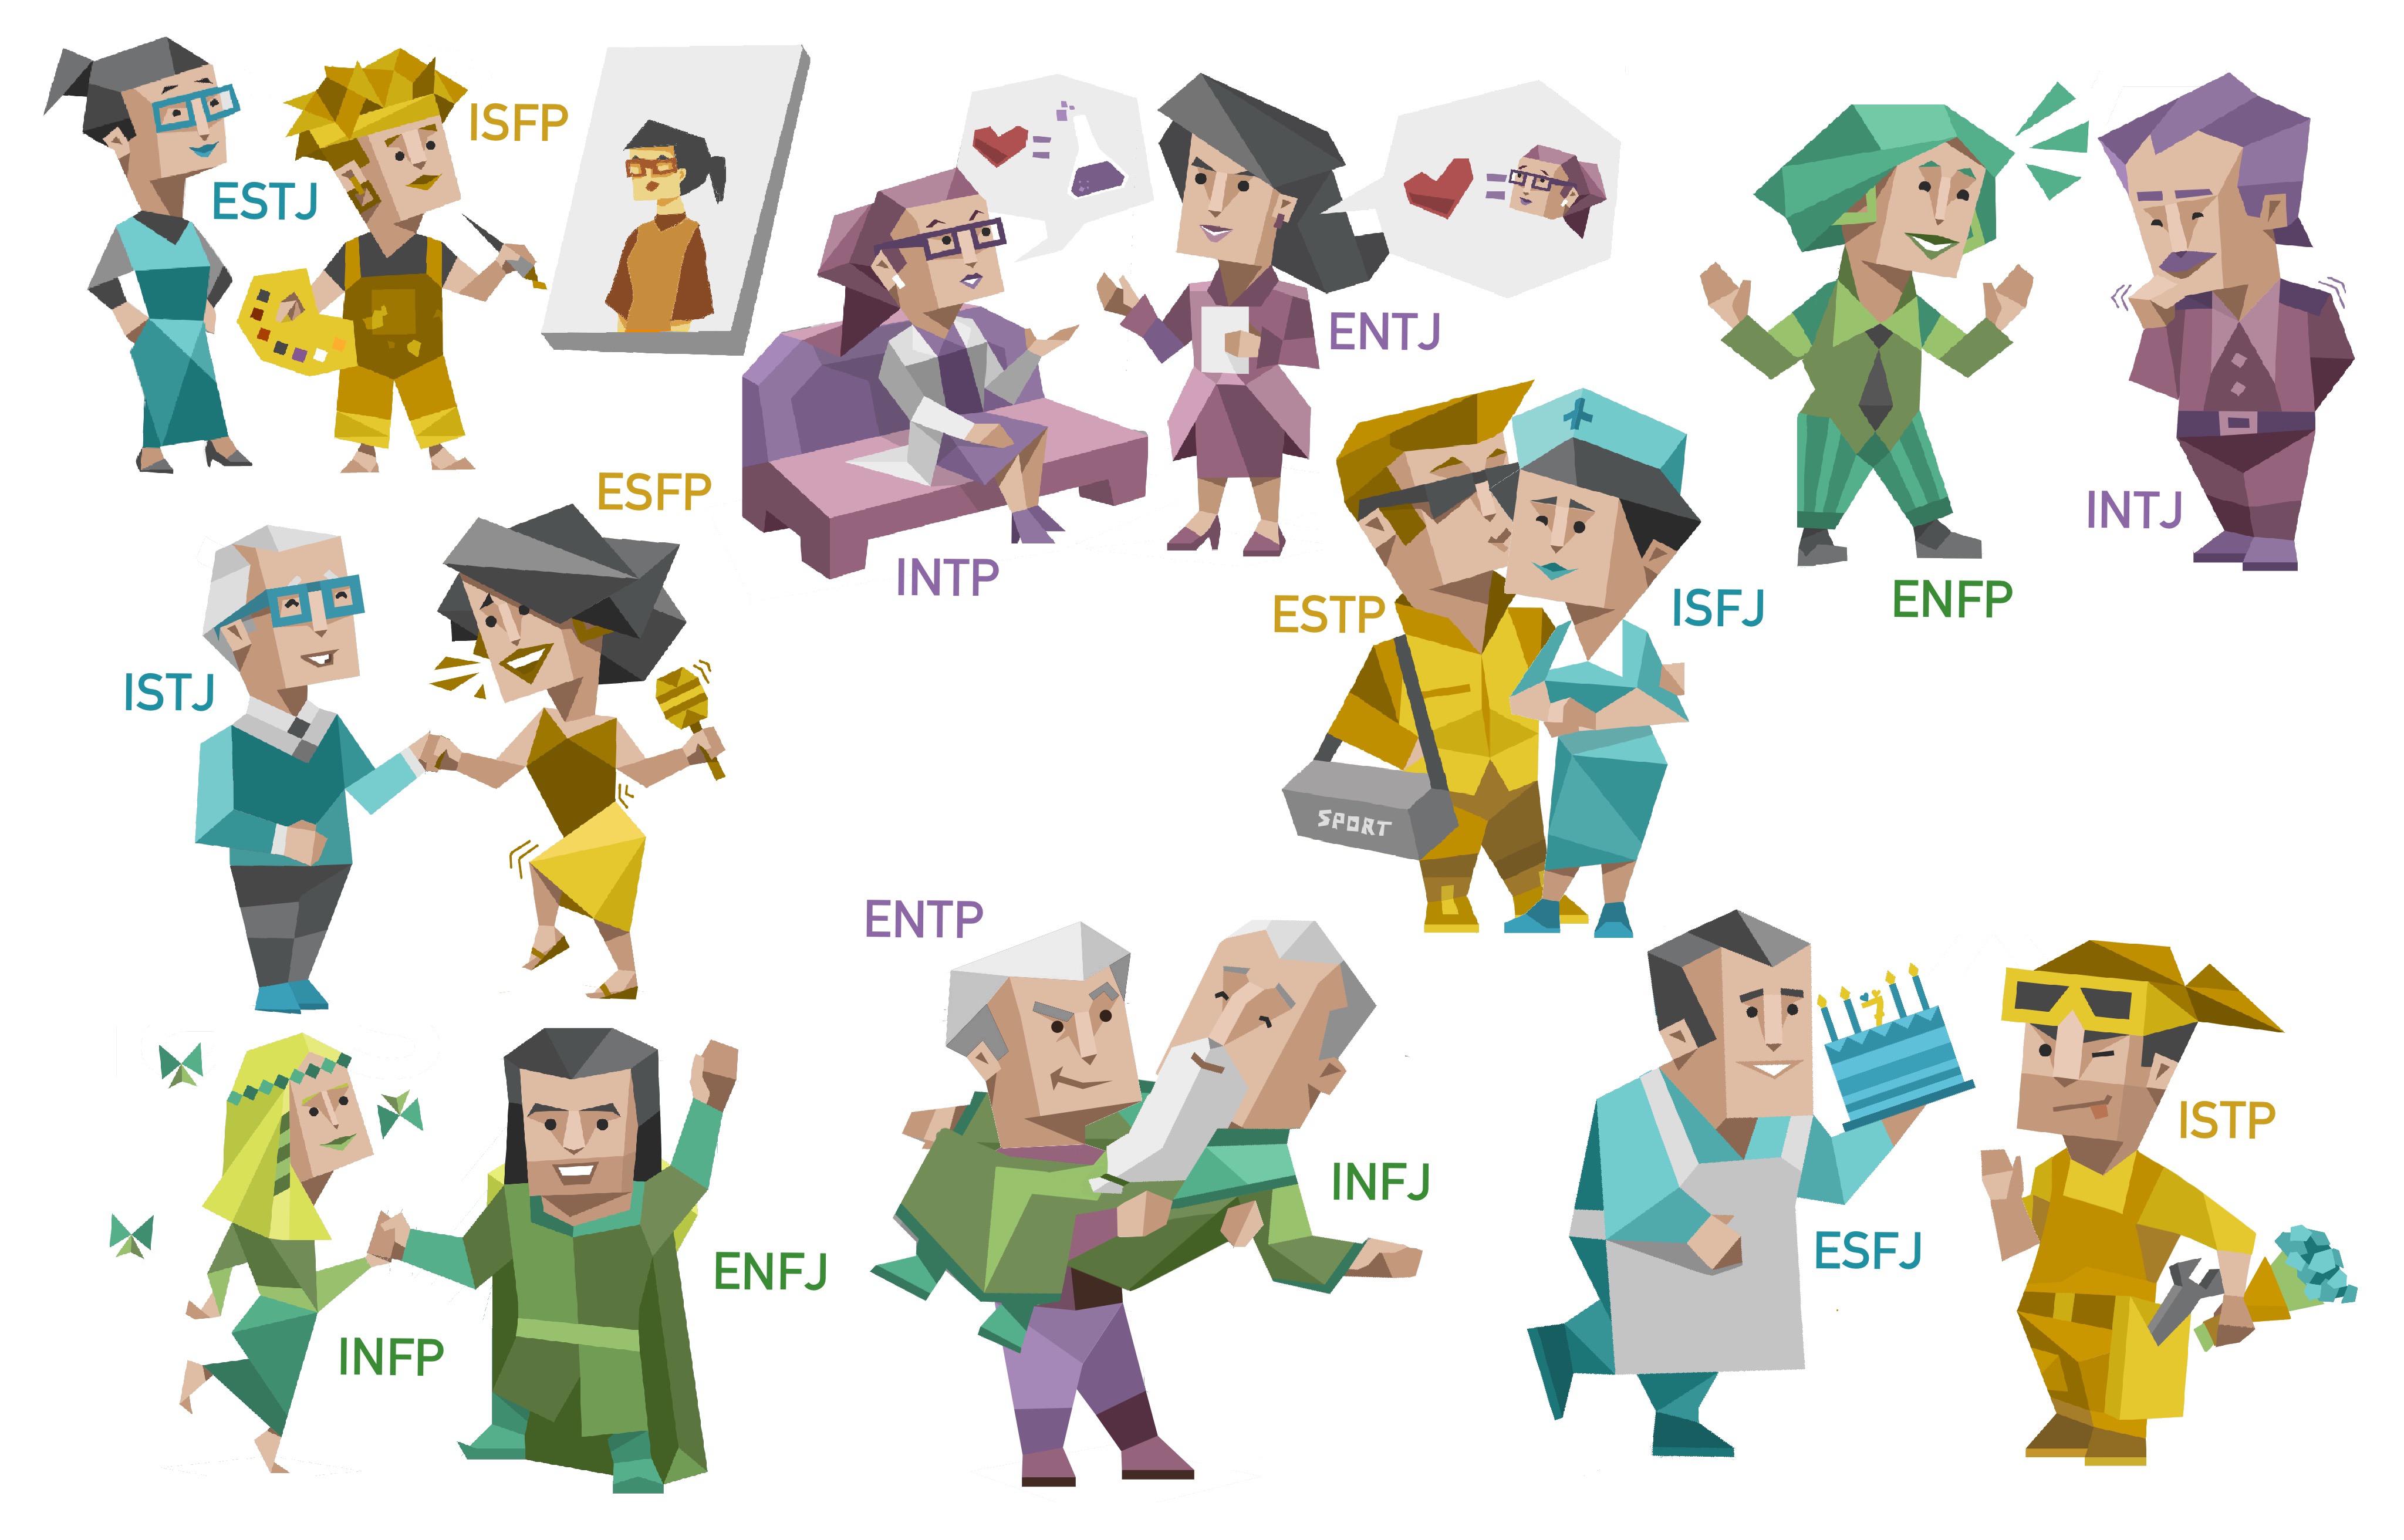 ISFP
ESTJ
ENTJ
INTP
ENFP
INTJ
ESFP
ISTJ
ESTP
ISFJ
SPORT
ENTP
INFJ
ISTP
ESFJ
ENFJ
INFP